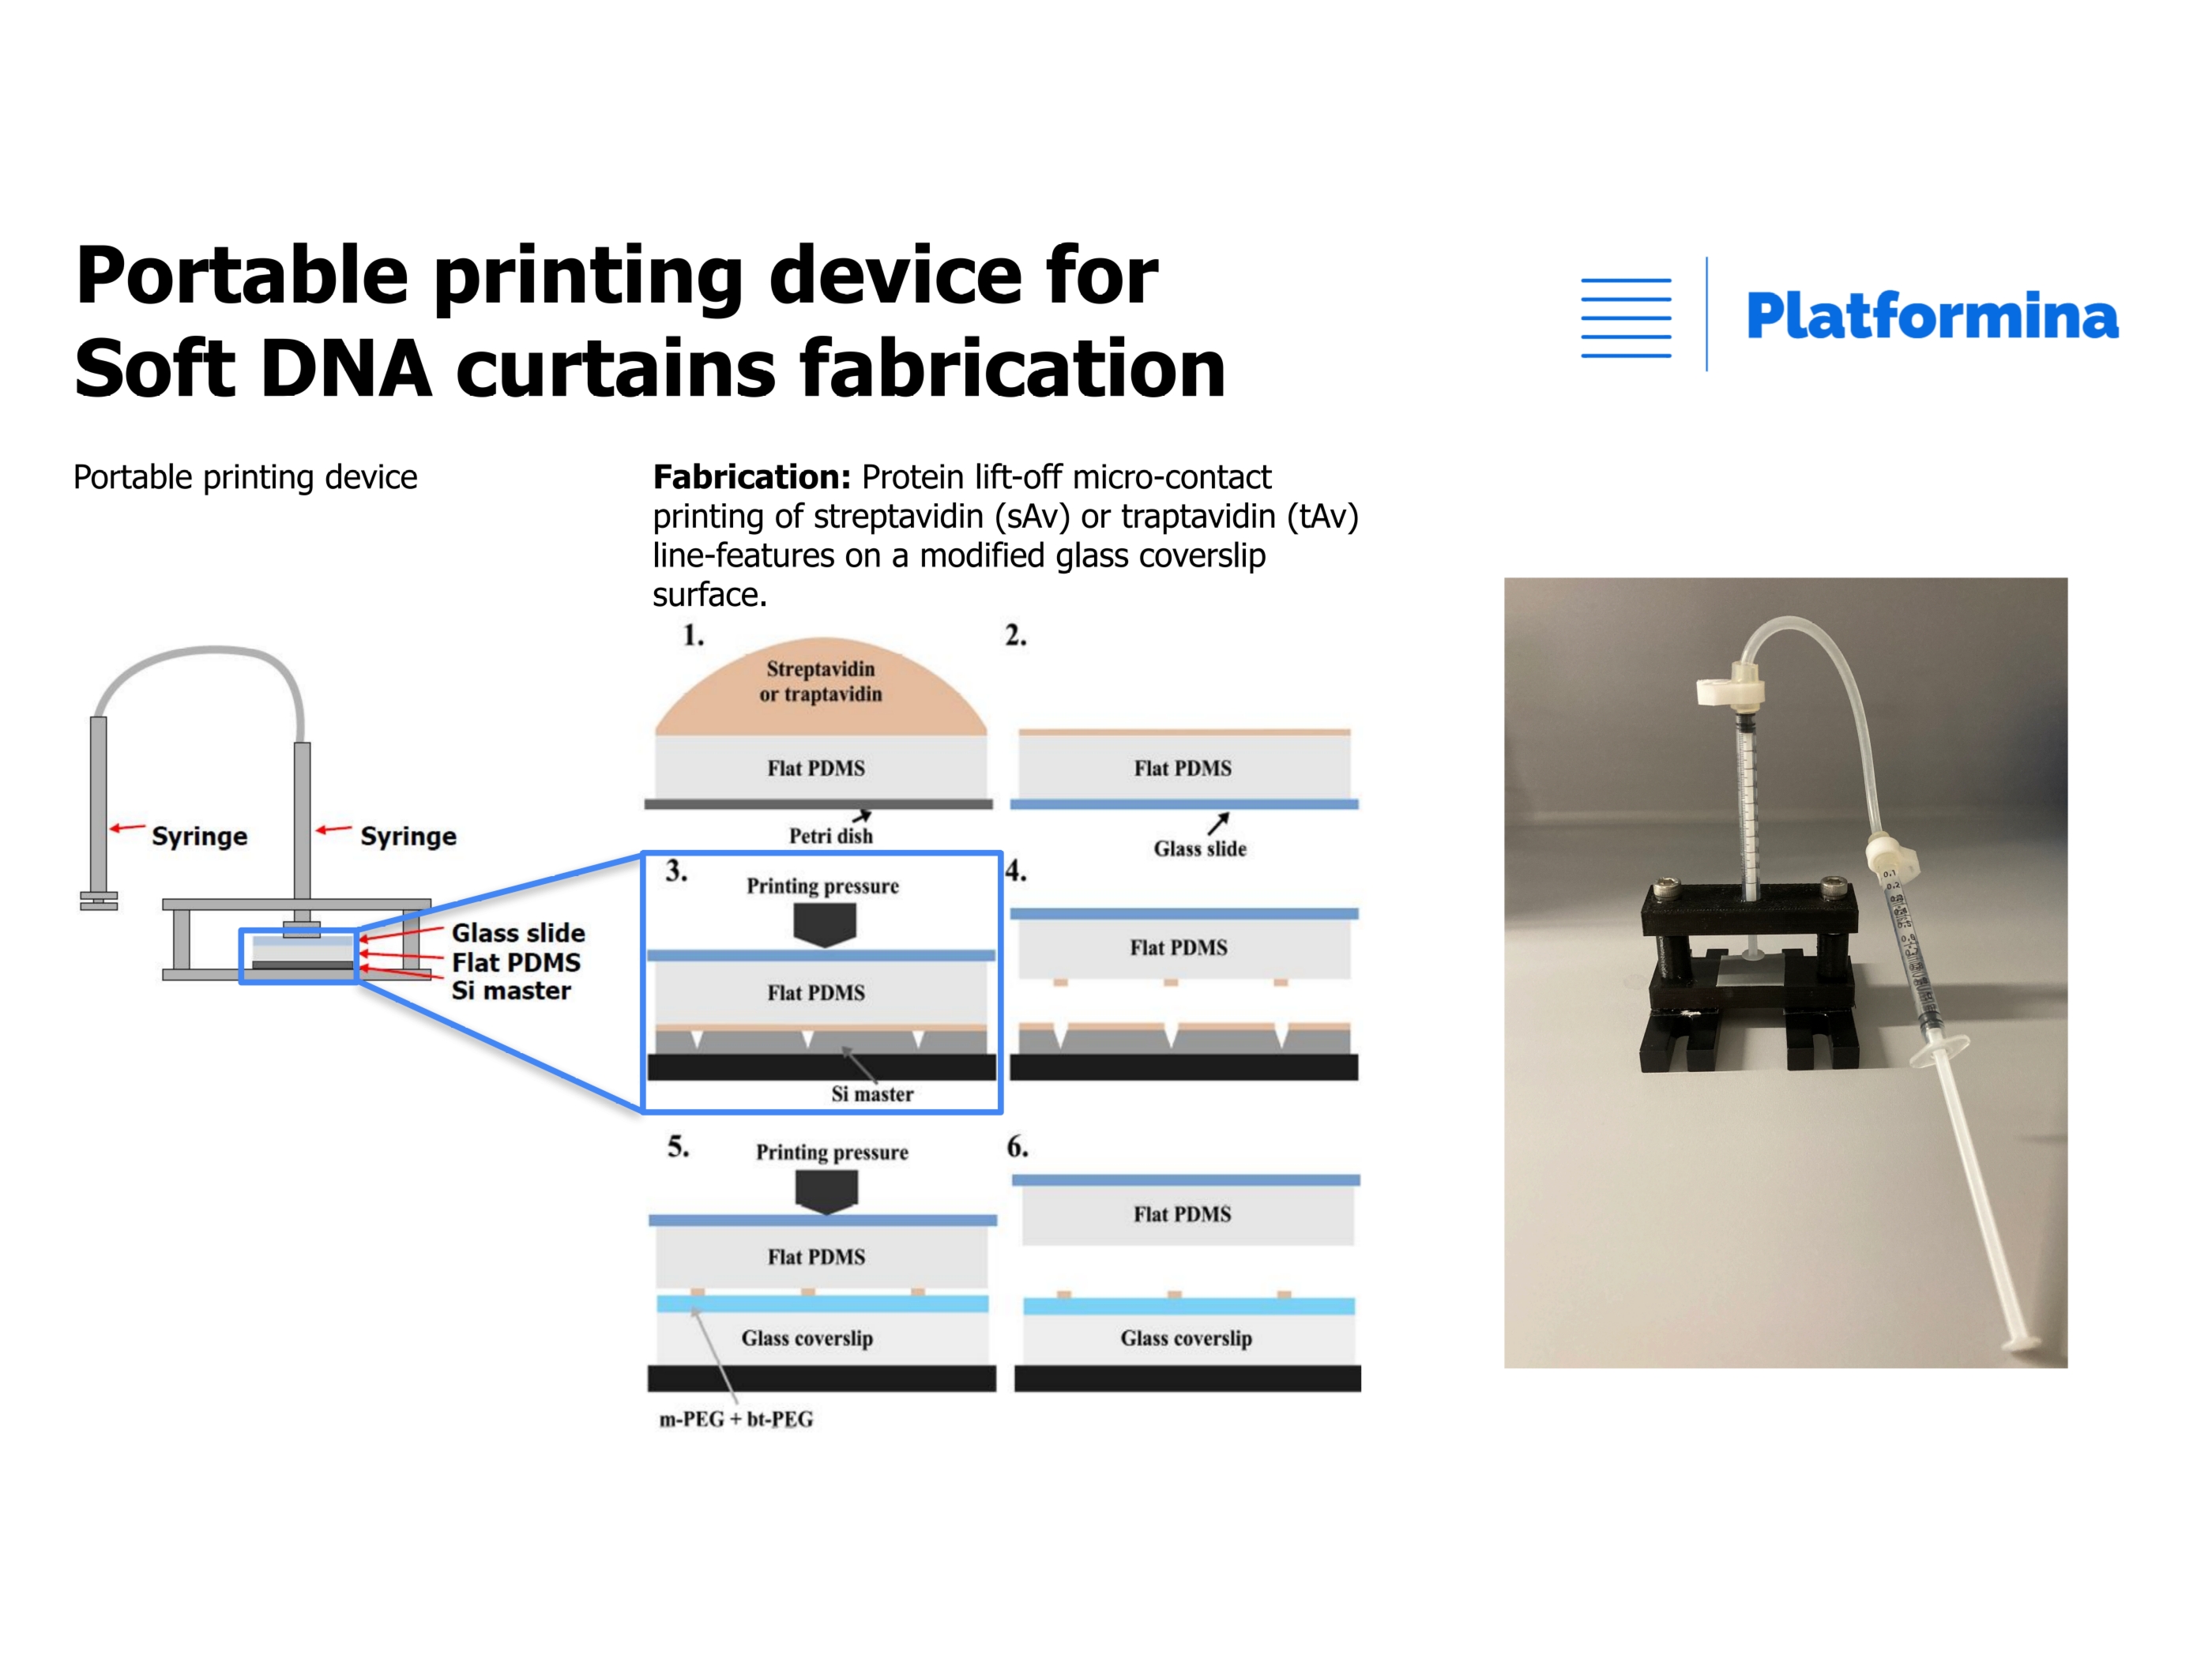 Portable printing device for
Soft DNA curtains fabrication
Platformina
Portable printing device
Fabrication: Protein lift-off micro-contact
printing of streptavidin (sAv) or traptavidin (tAv)
line-features on a modified glass coverslip
surface.
Syringe
Syringe
Glass slide
Flat PDMS
Si master
1.
Streptavidin
or traptavidin
Flat PDMS
Petri dish
2.
Flat PDMS
Glass slide
3.
Printing pressure
Flat PDMS
Si master
4.
Flat PDMS
5.
Printing pressure
Flat PDMS
Glass coverslip
m-PEG + bt-PEG
6.
Flat PDMS
Glass coverslip
0.1
0.2